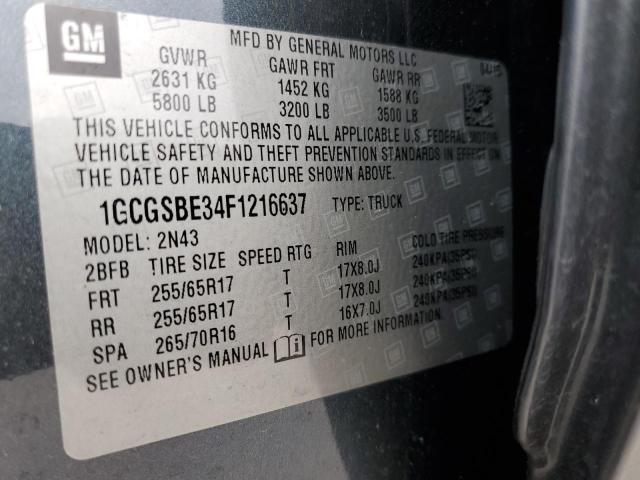 GM
MFD BY GENERAL MOTORS LLC
GVWR GAWR FRT GAWR RR
2631 KG 1452 KG 1588 KG
5800 LB 3200 LB 3500 LB
THIS VEHICLE CONFORMS TO ALL APPLICABLE U.S. FEDERAL MOTOR
VEHICLE SAFETY AND THEFT PREVENTION STANDARDS IN EFFECT ON
THE DATE OF MANUFACTURE SHOWN ABOVE.
1GCGSBE34F1216637 TYPE: TRUCK
MODEL: 2N43
2BFB TIRE SIZE SPEED RTG RIM COLD TIRE PRESSURE
FRT 255/65R17 T 17X8.0J 240KPA(35PSI)
RR 255/65R17 T 17X8.0J 240KPA(35PSI)
SPA 265/70R16 T 16X7.0J 240KPA(35PSI)
SEE OWNER'S MANUAL FOR MORE INFORMATION.